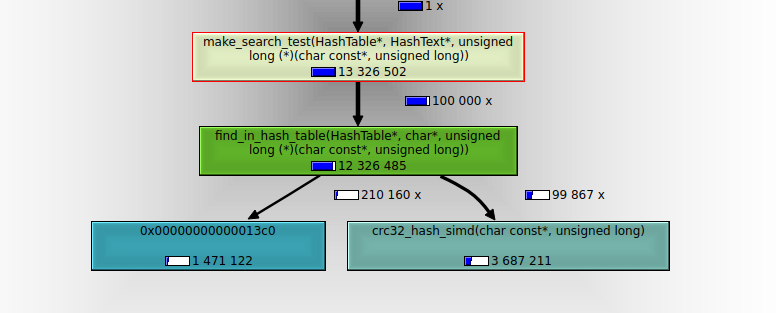 1 x
make_search_test(HashTable*, HashText*, unsigned
long (*)(char const*, unsigned long))
13 326 502
100 000 x
find_in_hash_table(HashTable*, char*, unsigned
long (*)(char const*, unsigned long))
12 326 485
210 160 x
99 867 x
0x00000000000013c0
1 471 122
crc32_hash_simd(char const*, unsigned long)
3 687 211